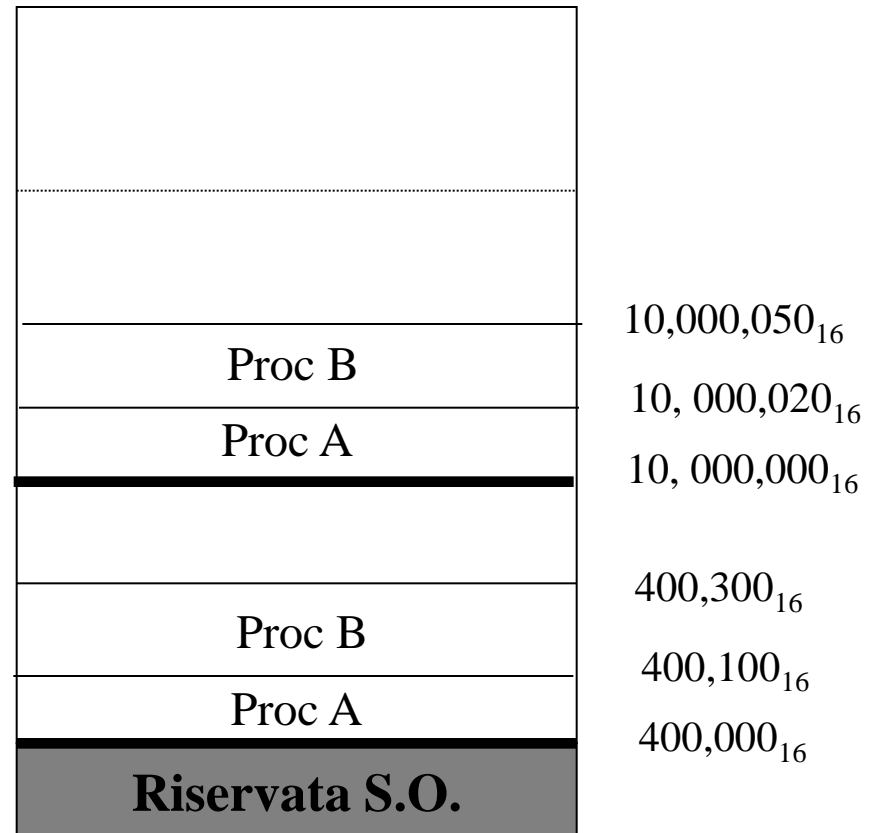 10,000,050₁₆
Proc B
10, 000,020₁₆
Proc A
10, 000,000₁₆
400,300₁₆
Proc B
400,100₁₆
Proc A
400,000₁₆
Riservata S.O.